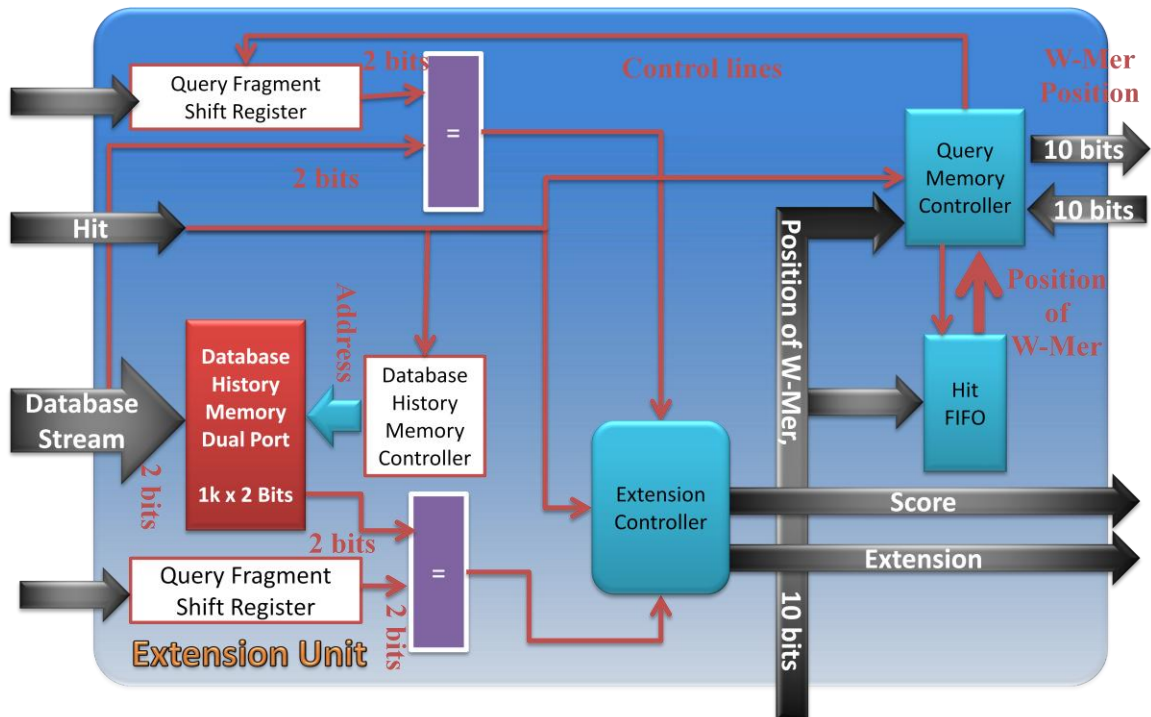 2 bits
Control lines
W-Mer
Position
Query Fragment
Shift Register
=
10 bits
Query
Memory
Controller
2 bits
10 bits
Hit
Position of W-Mer,
10 bits
Position
of
W-Mer
Address
Database
History
Memory
Dual Port
1k x 2 Bits
Database
History
Memory
Controller
Database
Stream
2 bits
Hit
FIFO
Extension
Controller
Score
Extension
2 bits
=
Query Fragment
Shift Register
2 bits
Extension Unit